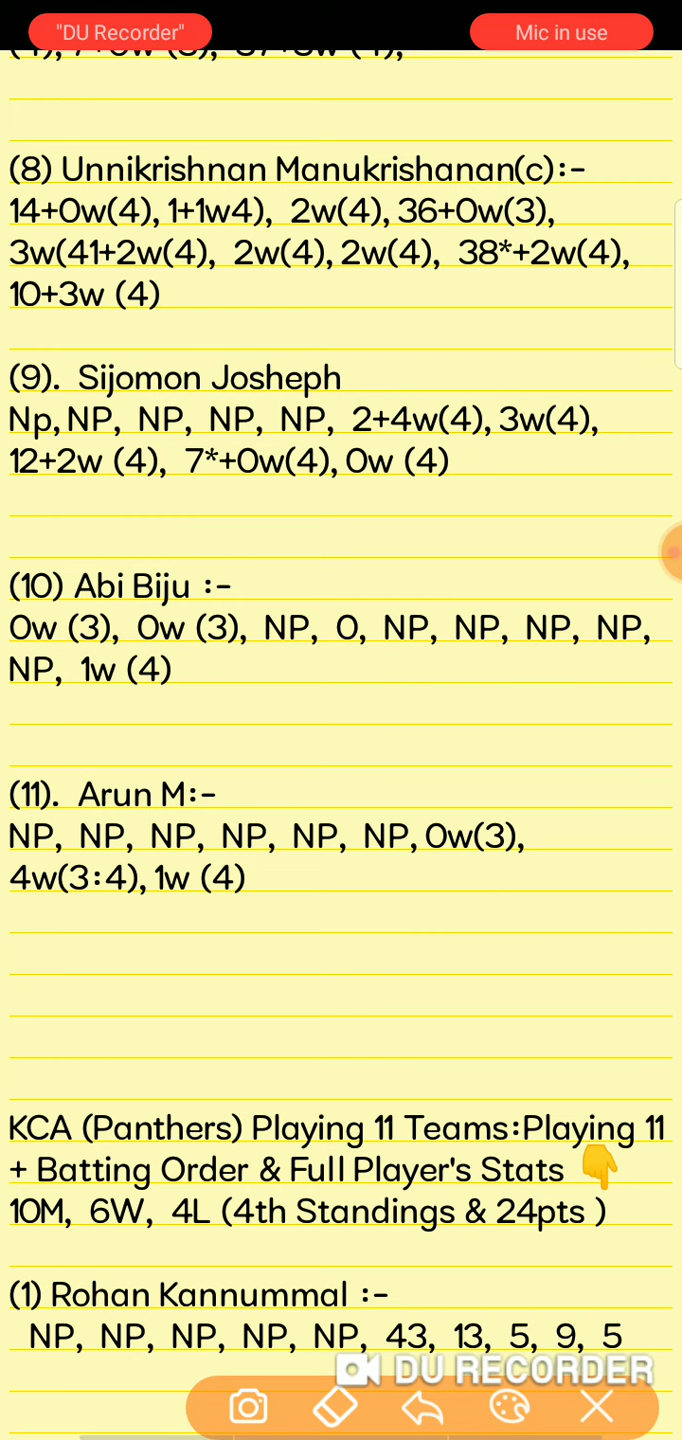 "DU Recorder"
Mic in use
(8) Unnikrishnan Manukrishanan(c):-
14+0w(4), 1+1w4), 2w(4), 36+0w(3),
3w(41+2w(4), 2w(4), 2w(4), 38*+2w(4),
10+3w (4)
(9). Sijomon Josheph
Np, NP, NP, NP, NP, 2+4w(4), 3w(4),
12+2w (4), 7*+0w(4), 0w (4)
(10) Abi Biju :-
0w (3), 0w (3), NP, 0, NP, NP, NP, NP,
NP, 1w (4)
(11). Arun M:-
NP, NP, NP, NP, NP, NP, 0w(3),
4w(3:4), 1w (4)
KCA (Panthers) Playing 11 Teams:Playing 11
+ Batting Order & Full Player's Stats 👇
10M, 6W, 4L (4th Standings & 24pts )
(1) Rohan Kannummal :-
NP, NP, NP, NP, NP, 43, 13, 5, 9, 5
DU RECORDER